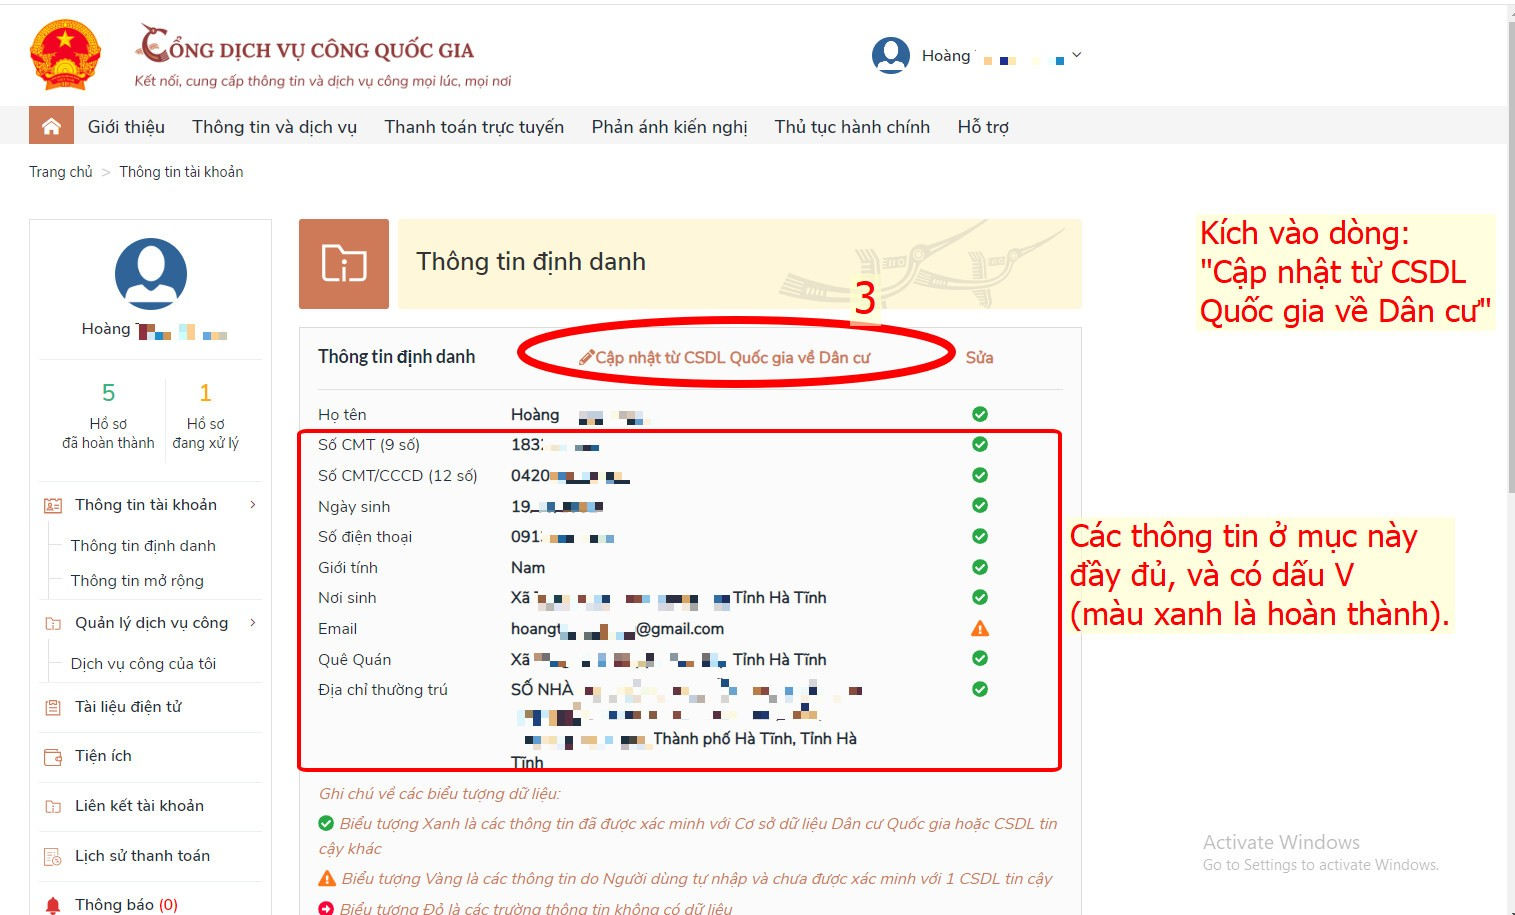 CỔNG DỊCH VỤ CÔNG QUỐC GIA
Kết nối, cung cấp thông tin và dịch vụ công mọi lúc, mọi nơi
Hoàng
Giới thiệu Thông tin và dịch vụ Thanh toán trực tuyến Phản ánh kiến nghị Thủ tục hành chính Hỗ trợ
Trang chủ > Thông tin tài khoản
Hoàng
5 1
Hồ sơ Hồ sơ
đã hoàn thành đang xử lý
Thông tin tài khoản
Thông tin định danh
Thông tin mở rộng
Quản lý dịch vụ công
Dịch vụ công của tôi
Tài liệu điện tử
Tiện ích
Liên kết tài khoản
Lịch sử thanh toán
Thông báo (0)
Thông tin định danh
3
Thông tin định danh Cập nhật từ CSDL Quốc gia về Dân cư Sửa
Họ tên Hoàng
Số CMT (9 số) 183
Số CMT/CCCD (12 số) 0420
Ngày sinh 19
Số điện thoại 091
Giới tính Nam
Nơi sinh Xã Tỉnh Hà Tĩnh
Email hoangt @gmail.com
Quê Quán Xã Tỉnh Hà Tĩnh
Địa chỉ thường trú SỐ NHÀ
Thành phố Hà Tĩnh, Tỉnh Hà
Tĩnh
Ghi chú về các biểu tượng dữ liệu:
Biểu tượng Xanh là các thông tin đã được xác minh với Cơ sở dữ liệu Dân cư Quốc gia hoặc CSDL tin
cậy khác
Biểu tượng Vàng là các thông tin do Người dùng tự nhập và chưa được xác minh với 1 CSDL tin cậy
Biểu tượng Đỏ là các trường thông tin không có dữ liệu
Kích vào dòng:
"Cập nhật từ CSDL
Quốc gia về Dân cư"
Các thông tin ở mục này
đầy đủ, và có dấu V
(màu xanh là hoàn thành).
Activate Windows
Go to Settings to activate Windows.